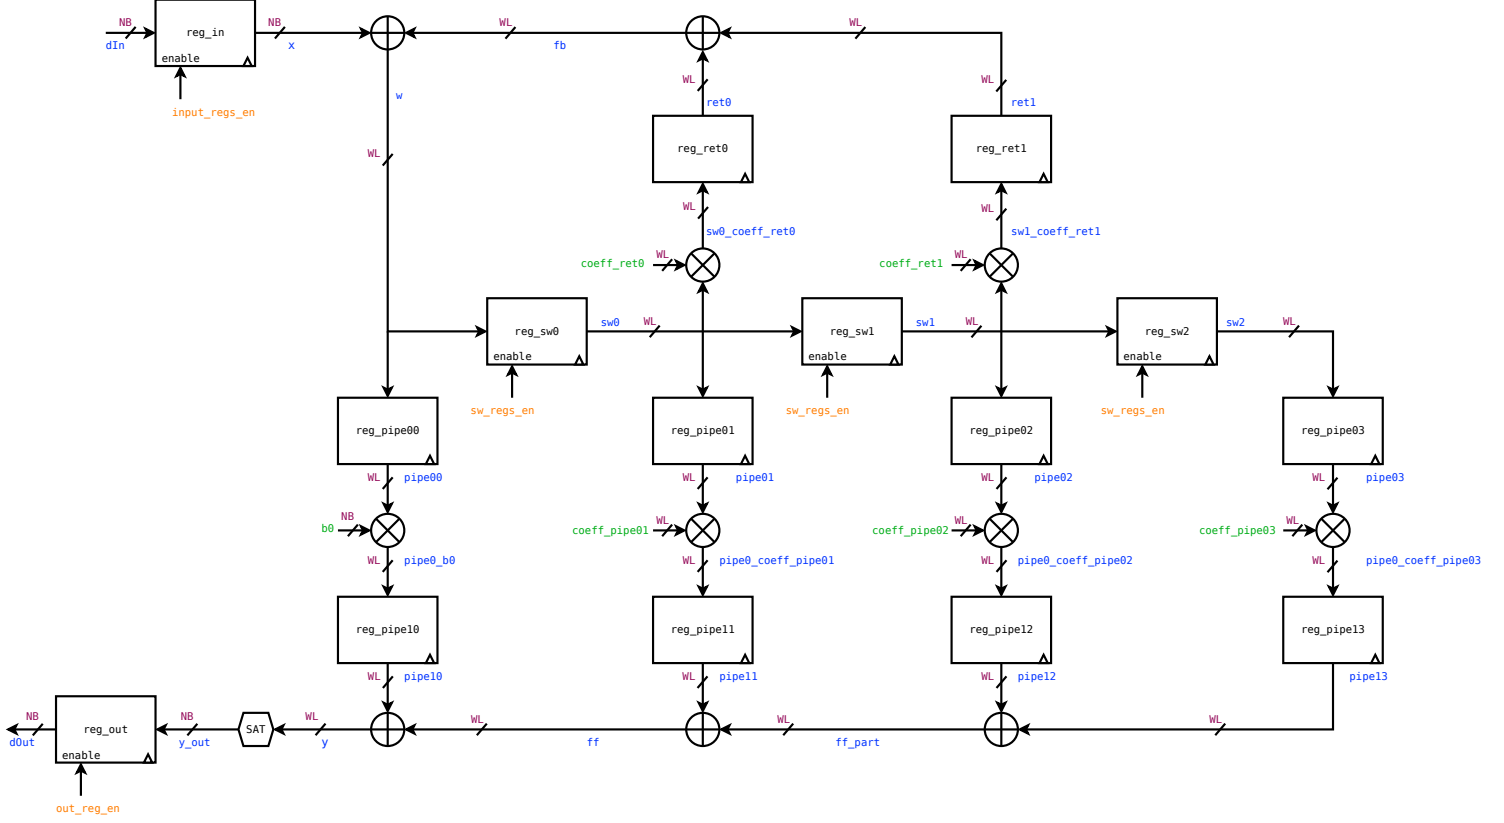 NB
dIn
reg_in
enable
input_regs_en
NB
x
WL
fb
WL
w
WL
WL
ret0
WL
ret1
reg_ret0
reg_ret1
WL
sw0_coeff_ret0
WL
sw1_coeff_ret1
coeff_ret0
WL
coeff_ret1
WL
reg_sw0
enable
sw_regs_en
sw0
WL
reg_sw1
enable
sw_regs_en
sw1
WL
reg_sw2
enable
sw_regs_en
sw2
WL
reg_pipe00
reg_pipe01
reg_pipe02
reg_pipe03
WL
pipe00
WL
pipe01
WL
pipe02
WL
pipe03
b0
NB
coeff_pipe01
WL
coeff_pipe02
WL
coeff_pipe03
WL
WL
pipe0_b0
WL
pipe0_coeff_pipe01
WL
pipe0_coeff_pipe02
WL
pipe0_coeff_pipe03
reg_pipe10
reg_pipe11
reg_pipe12
reg_pipe13
WL
pipe10
WL
pipe11
WL
pipe12
pipe13
NB
dOut
reg_out
enable
out_reg_en
NB
y_out
SAT
WL
y
WL
ff
WL
ff_part
WL